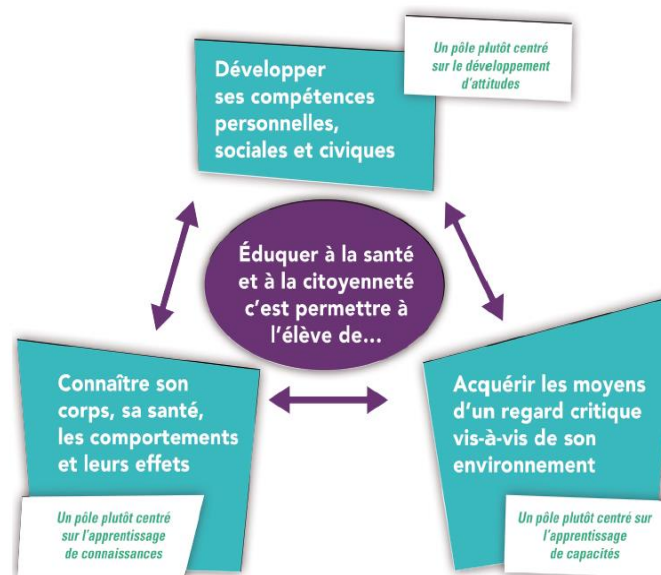 Un pôle plutôt centré
sur le développement
d'attitudes
Développer
ses compétences
personnelles,
sociales et civiques
Éduquer à la santé
et à la citoyenneté
c'est permettre à
l'élève de...
Connaître son
corps, sa santé,
les comportements
et leurs effets
Un pôle plutôt centré
sur l'apprentissage
de connaissances
Acquérir les moyens
d'un regard critique
vis-à-vis de son
environnement
Un pôle plutôt centré sur
l'apprentissage
de capacités